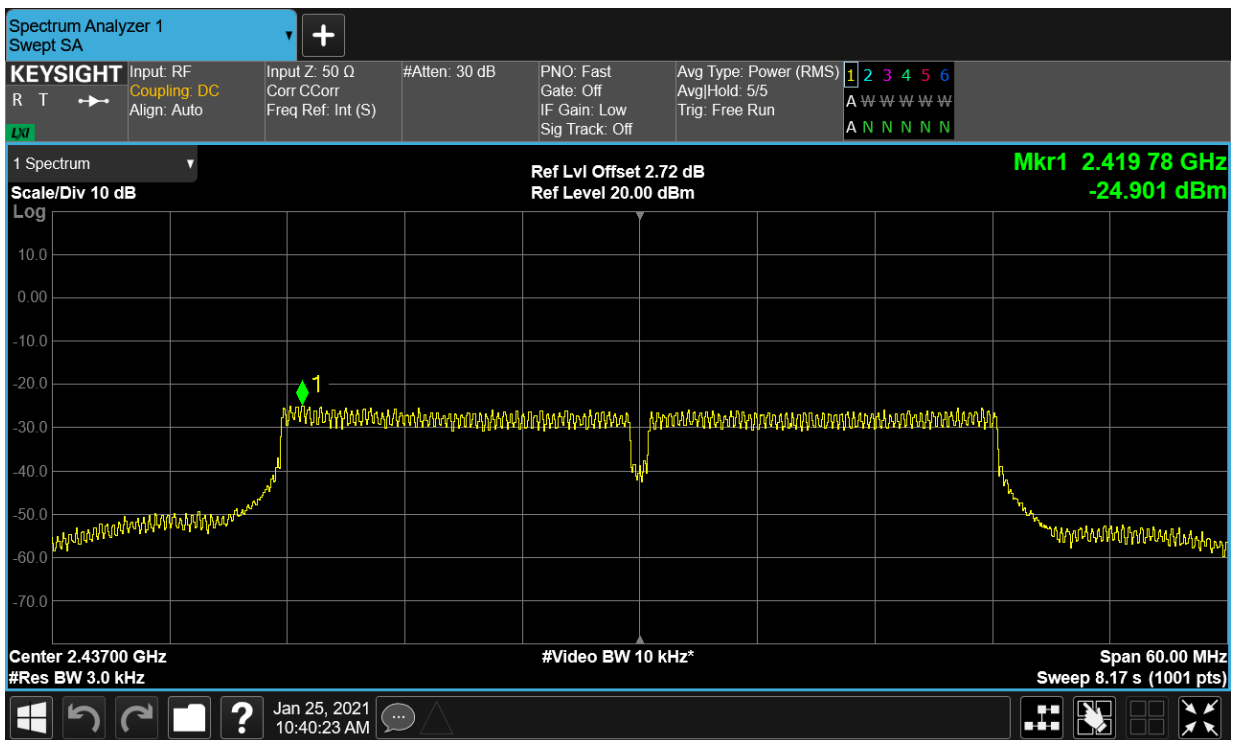 Spectrum Analyzer 1
Swept SA
KEYSIGHT
R T
LXI
Input: RF
Coupling: DC
Align: Auto
Input Z: 50 Ω
Corr CCorr
Freq Ref: Int (S)
#Atten: 30 dB
PNO: Fast
Gate: Off
IF Gain: Low
Sig Track: Off
Avg Type: Power (RMS)
Avg|Hold: 5/5
Trig: Free Run
1 2 3 4 5 6
A W W W W W
A N N N N N
1 Spectrum
Scale/Div 10 dB
Ref Lvl Offset 2.72 dB
Ref Level 20.00 dBm
Mkr1 2.419 78 GHz
-24.901 dBm
Log
10.0
0.00
-10.0
-20.0
1
-30.0
-40.0
-50.0
-60.0
-70.0
Center 2.43700 GHz
#Video BW 10 kHz*
Span 60.00 MHz
#Res BW 3.0 kHz
Sweep 8.17 s (1001 pts)
?
Jan 25, 2021
10:40:23 AM